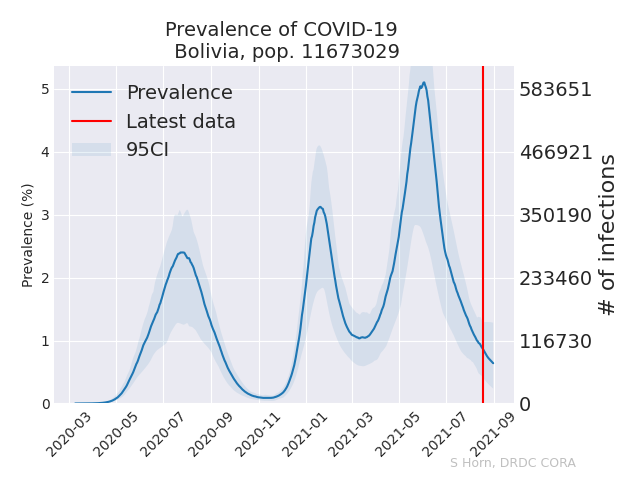 Prevalence of COVID-19
Bolivia, pop. 11673029
Prevalence
Latest data
95CI
Prevalence (%)
5
4
3
2
1
0
583651
466921
350190
233460
116730
0
# of infections
2020-03
2020-05
2020-07
2020-09
2020-11
2021-01
2021-03
2021-05
2021-07
2021-09
S Horn, DRDC CORA